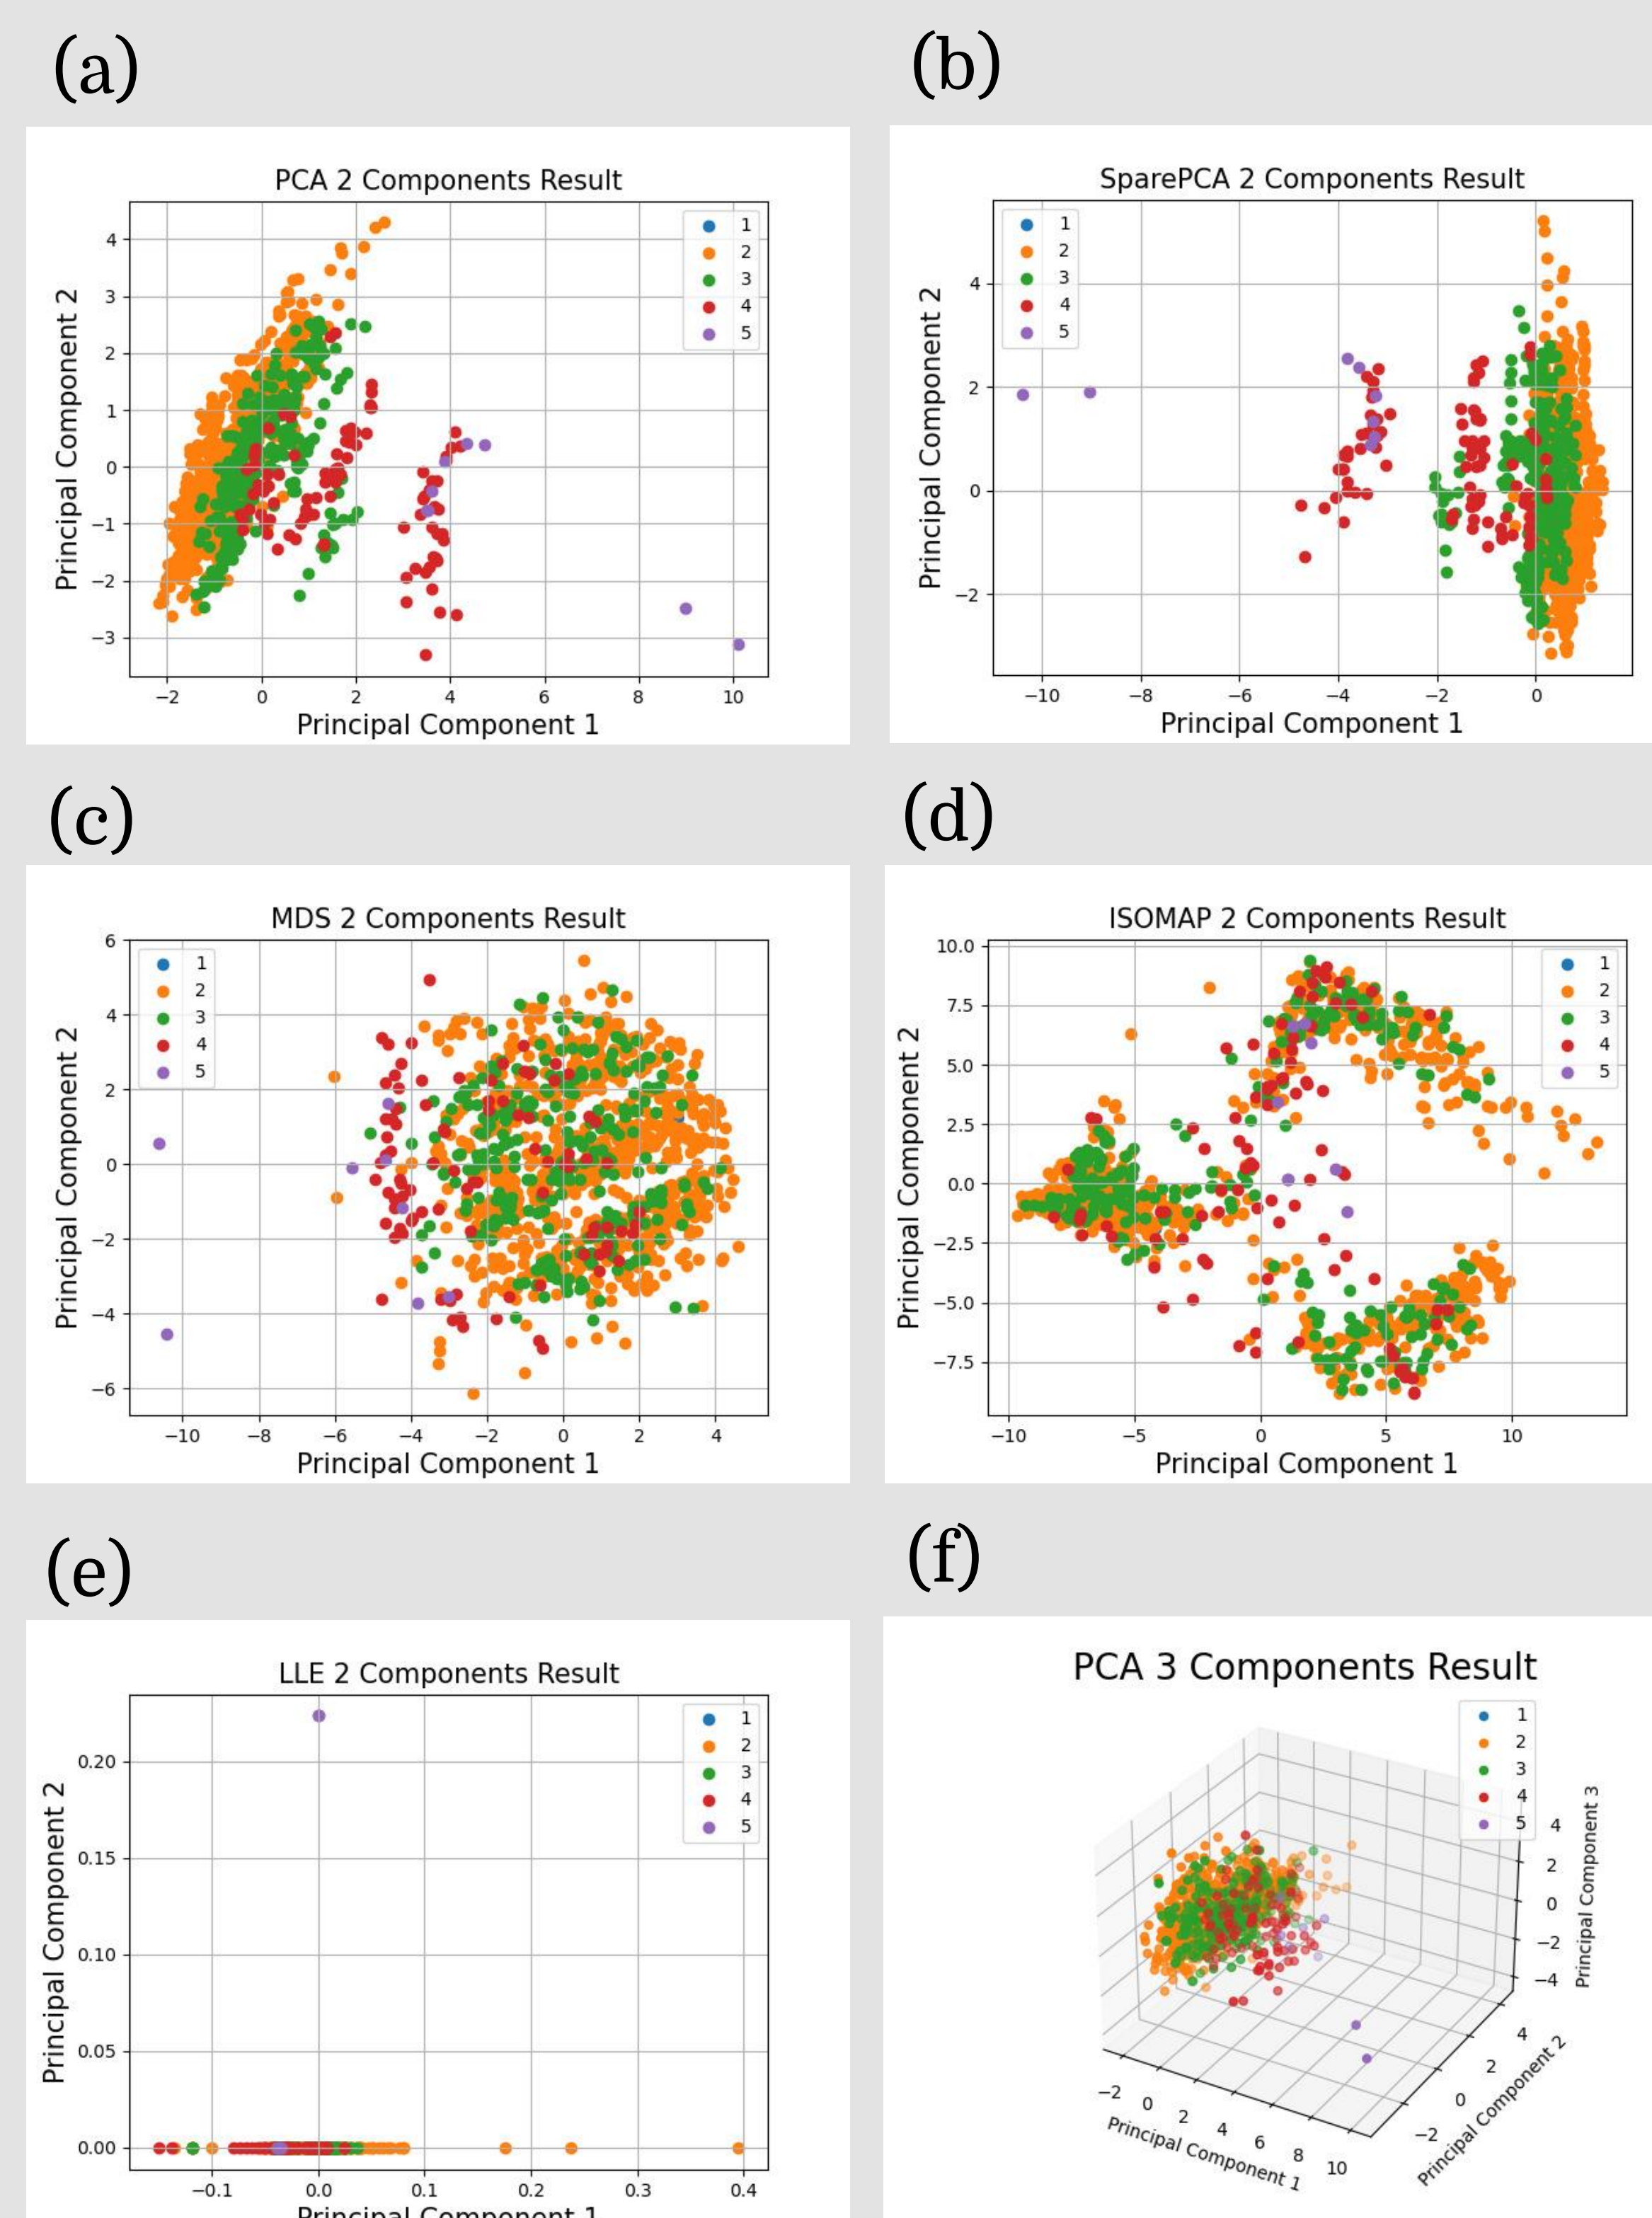 (a)
(b)
PCA 2 Components Result
Principal Component 2
4
3
2
1
0
−1
−2
−3
1
2
3
4
5
−2 0 2 4 6 8 10
Principal Component 1
SparePCA 2 Components Result
Principal Component 2
4
2
0
−2
1
2
3
4
5
−10 −8 −6 −4 −2 0
Principal Component 1
(c)
(d)
MDS 2 Components Result
Principal Component 2
6
4
2
0
−2
−4
−6
1
2
3
4
5
−10 −8 −6 −4 −2 0 2 4
Principal Component 1
ISOMAP 2 Components Result
Principal Component 2
10.0
7.5
5.0
2.5
0.0
−2.5
−5.0
−7.5
1
2
3
4
5
−10 −5 0 5 10
Principal Component 1
(e)
(f)
LLE 2 Components Result
Principal Component 2
0.20
0.15
0.10
0.05
0.00
1
2
3
4
5
−0.1 0.0 0.1 0.2 0.3 0.4
Principal Component 1
PCA 3 Components Result
1
2
3
4
5
4
2
0
−2
−4
Principal Component 3
4
2
0
−2
Principal Component 2
−2 0 2 4 6 8 10
Principal Component 1